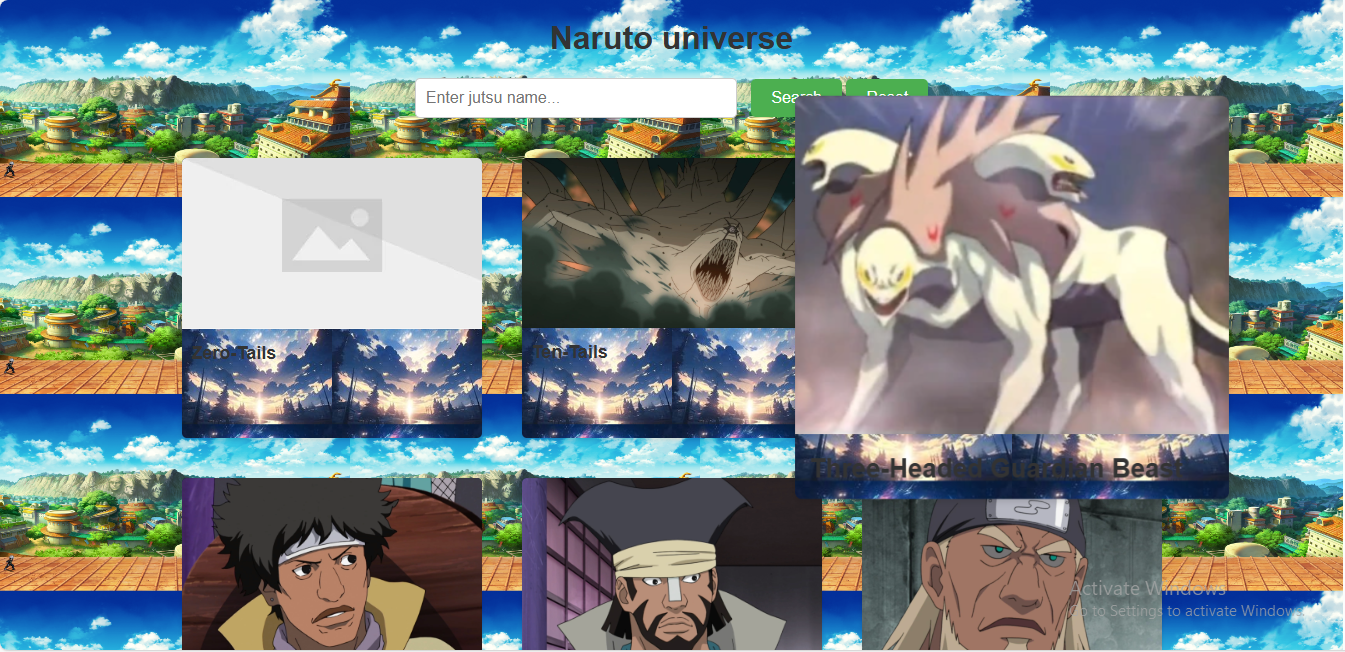 Naruto universe
Enter jutsu name...
Search
Reset
Zero-Tails
Ten-Tails
Three-Headed Guardian Beast
Activate Windows
Go to Settings to activate Windows.